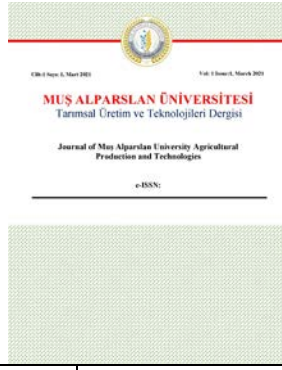 Cilt:1 Sayı: 1, Mart 2021
Vol: 1 Issue:1, March 2021
MUŞ ALPARSLAN ÜNİVERSİTESİ
Tarımsal Üretim ve Teknolojileri Dergisi
Journal of Muş Alparslan University Agricultural
Production and Technologies
e-ISSN: